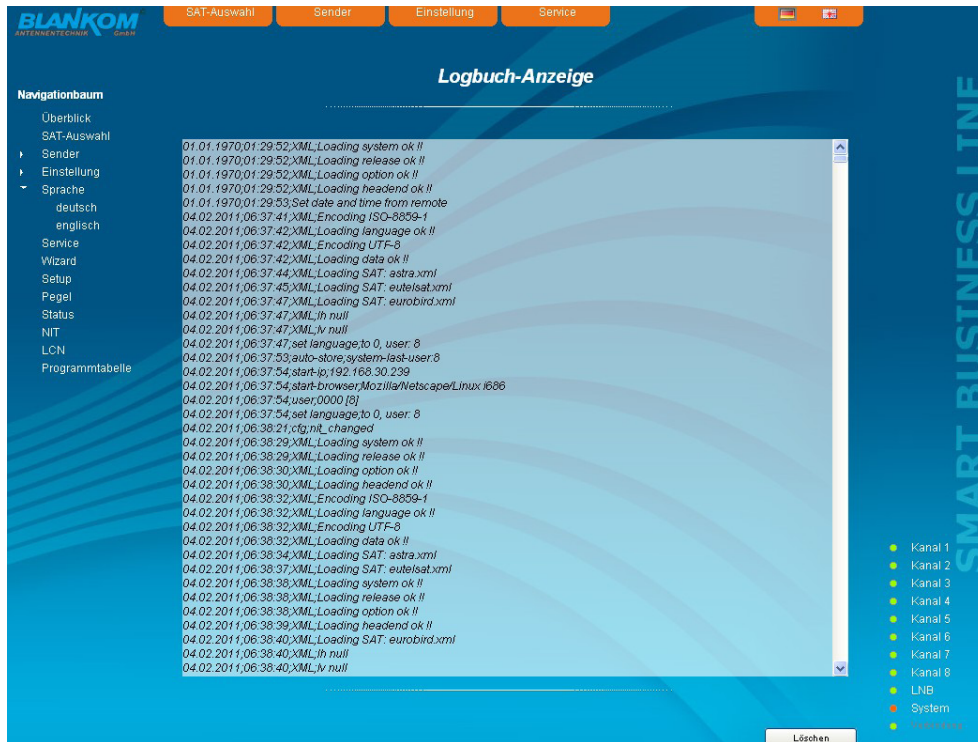 BLANKOM
ANTENNENTECHNIK GmbH
SAT-Auswahl
Sender
Einstellung
Service
Logbuch-Anzeige
Navigationbaum
Überblick
SAT-Auswahl
Sender
Einstellung
Sprache
deutsch
englisch
Service
Wizard
Setup
Pegel
Status
NIT
LCN
Programmtabelle
01.01.1970;01:29:52;XML;Loading system ok !!
01.01.1970;01:29:52;XML;Loading release ok !!
01.01.1970;01:29:52;XML;Loading option ok !!
01.01.1970;01:29:52;XML;Loading headend ok !!
01.01.1970;01:29:53;Set date and time from remote
04.02.2011;06:37:41;XML;Encoding ISO-8859-1
04.02.2011;06:37:42;XML;Loading language ok !!
04.02.2011;06:37:42;XML;Encoding UTF-8
04.02.2011;06:37:42;XML;Loading data ok !!
04.02.2011;06:37:44;XML;Loading SAT: astra.xml
04.02.2011;06:37:45;XML;Loading SAT: eutelsat.xml
04.02.2011;06:37:47;XML;Loading SAT: eurobird.xml
04.02.2011;06:37:47;XML;lh null
04.02.2011;06:37:47;XML;lv null
04.02.2011;06:37:47;set language;to 0, user: 8
04.02.2011;06:37:53;auto-store;system-last-user:8
04.02.2011;06:37:54;start-ip;192.168.30.239
04.02.2011;06:37:54;start-browser;Mozilla/Netscape/Linux i686
04.02.2011;06:37:54;user;0000 [8]
04.02.2011;06:37:54;set language;to 0, user: 8
04.02.2011;06:38:21;cfg;nit_changed
04.02.2011;06:38:29;XML;Loading system ok !!
04.02.2011;06:38:29;XML;Loading release ok !!
04.02.2011;06:38:30;XML;Loading option ok !!
04.02.2011;06:38:30;XML;Loading headend ok !!
04.02.2011;06:38:32;XML;Encoding ISO-8859-1
04.02.2011;06:38:32;XML;Loading language ok !!
04.02.2011;06:38:32;XML;Encoding UTF-8
04.02.2011;06:38:32;XML;Loading data ok !!
04.02.2011;06:38:34;XML;Loading SAT: astra.xml
04.02.2011;06:38:37;XML;Loading SAT: eutelsat.xml
04.02.2011;06:38:38;XML;Loading system ok !!
04.02.2011;06:38:38;XML;Loading release ok !!
04.02.2011;06:38:38;XML;Loading option ok !!
04.02.2011;06:38:39;XML;Loading headend ok !!
04.02.2011;06:38:40;XML;Loading SAT: eurobird.xml
04.02.2011;06:38:40;XML;lh null
04.02.2011;06:38:40;XML;lv null
Löschen
SMART BUSINESS LINE
Kanal 1
Kanal 2
Kanal 3
Kanal 4
Kanal 5
Kanal 6
Kanal 7
Kanal 8
LNB
System